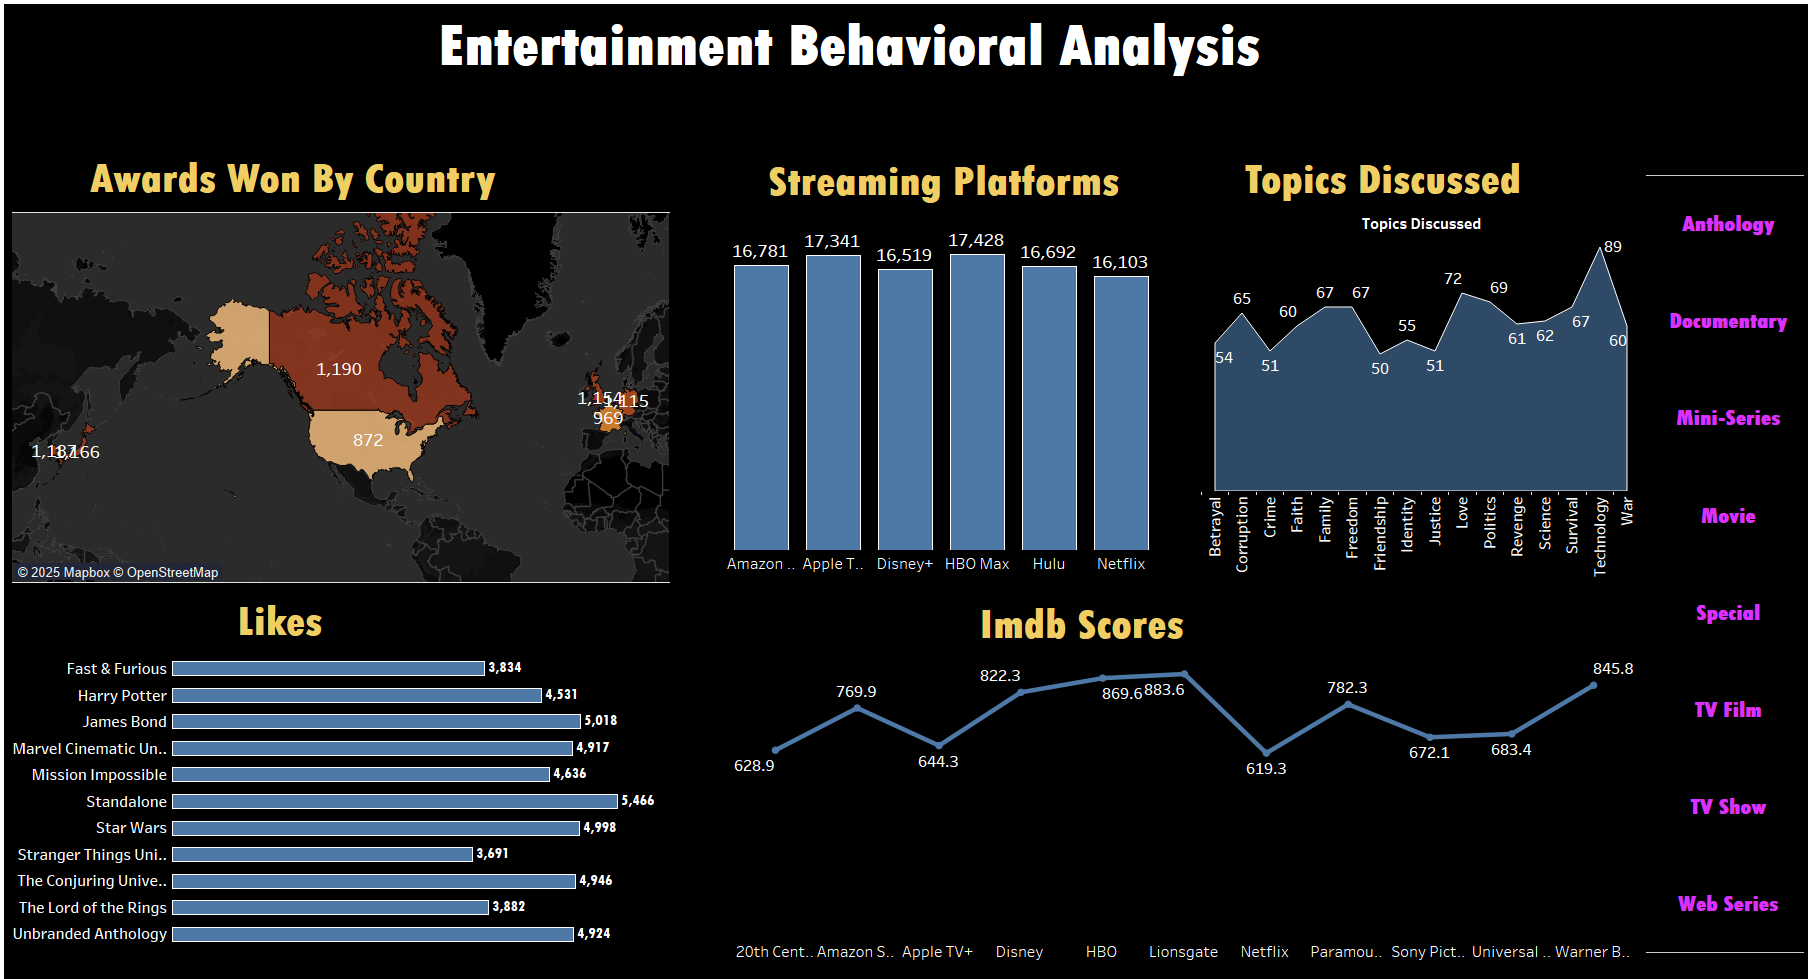 Entertainment Behavioral Analysis
Awards Won By Country
1,190
872
1,154
1,115
969
1,187
1,166
© 2025 Mapbox © OpenStreetMap
Streaming Platforms
16,781
17,341
16,519
17,428
16,692
16,103
Amazon ..
Apple T..
Disney+
HBO Max
Hulu
Netflix
Topics Discussed
Topics Discussed
54
65
51
60
67
67
50
55
51
72
69
61
62
67
89
60
Betrayal
Corruption
Crime
Faith
Family
Freedom
Friendship
Identity
Justice
Love
Politics
Revenge
Science
Survival
Technology
War
Anthology
Documentary
Mini-Series
Movie
Special
TV Film
TV Show
Web Series
Likes
Fast & Furious 3,834
Harry Potter 4,531
James Bond 5,018
Marvel Cinematic Un.. 4,917
Mission Impossible 4,636
Standalone 5,466
Star Wars 4,998
Stranger Things Uni.. 3,691
The Conjuring Unive.. 4,946
The Lord of the Rings 3,882
Unbranded Anthology 4,924
Imdb Scores
628.9
769.9
644.3
822.3
869.6
883.6
619.3
782.3
672.1
683.4
845.8
20th Cent..
Amazon S..
Apple TV+
Disney
HBO
Lionsgate
Netflix
Paramou..
Sony Pict..
Universal ..
Warner B..